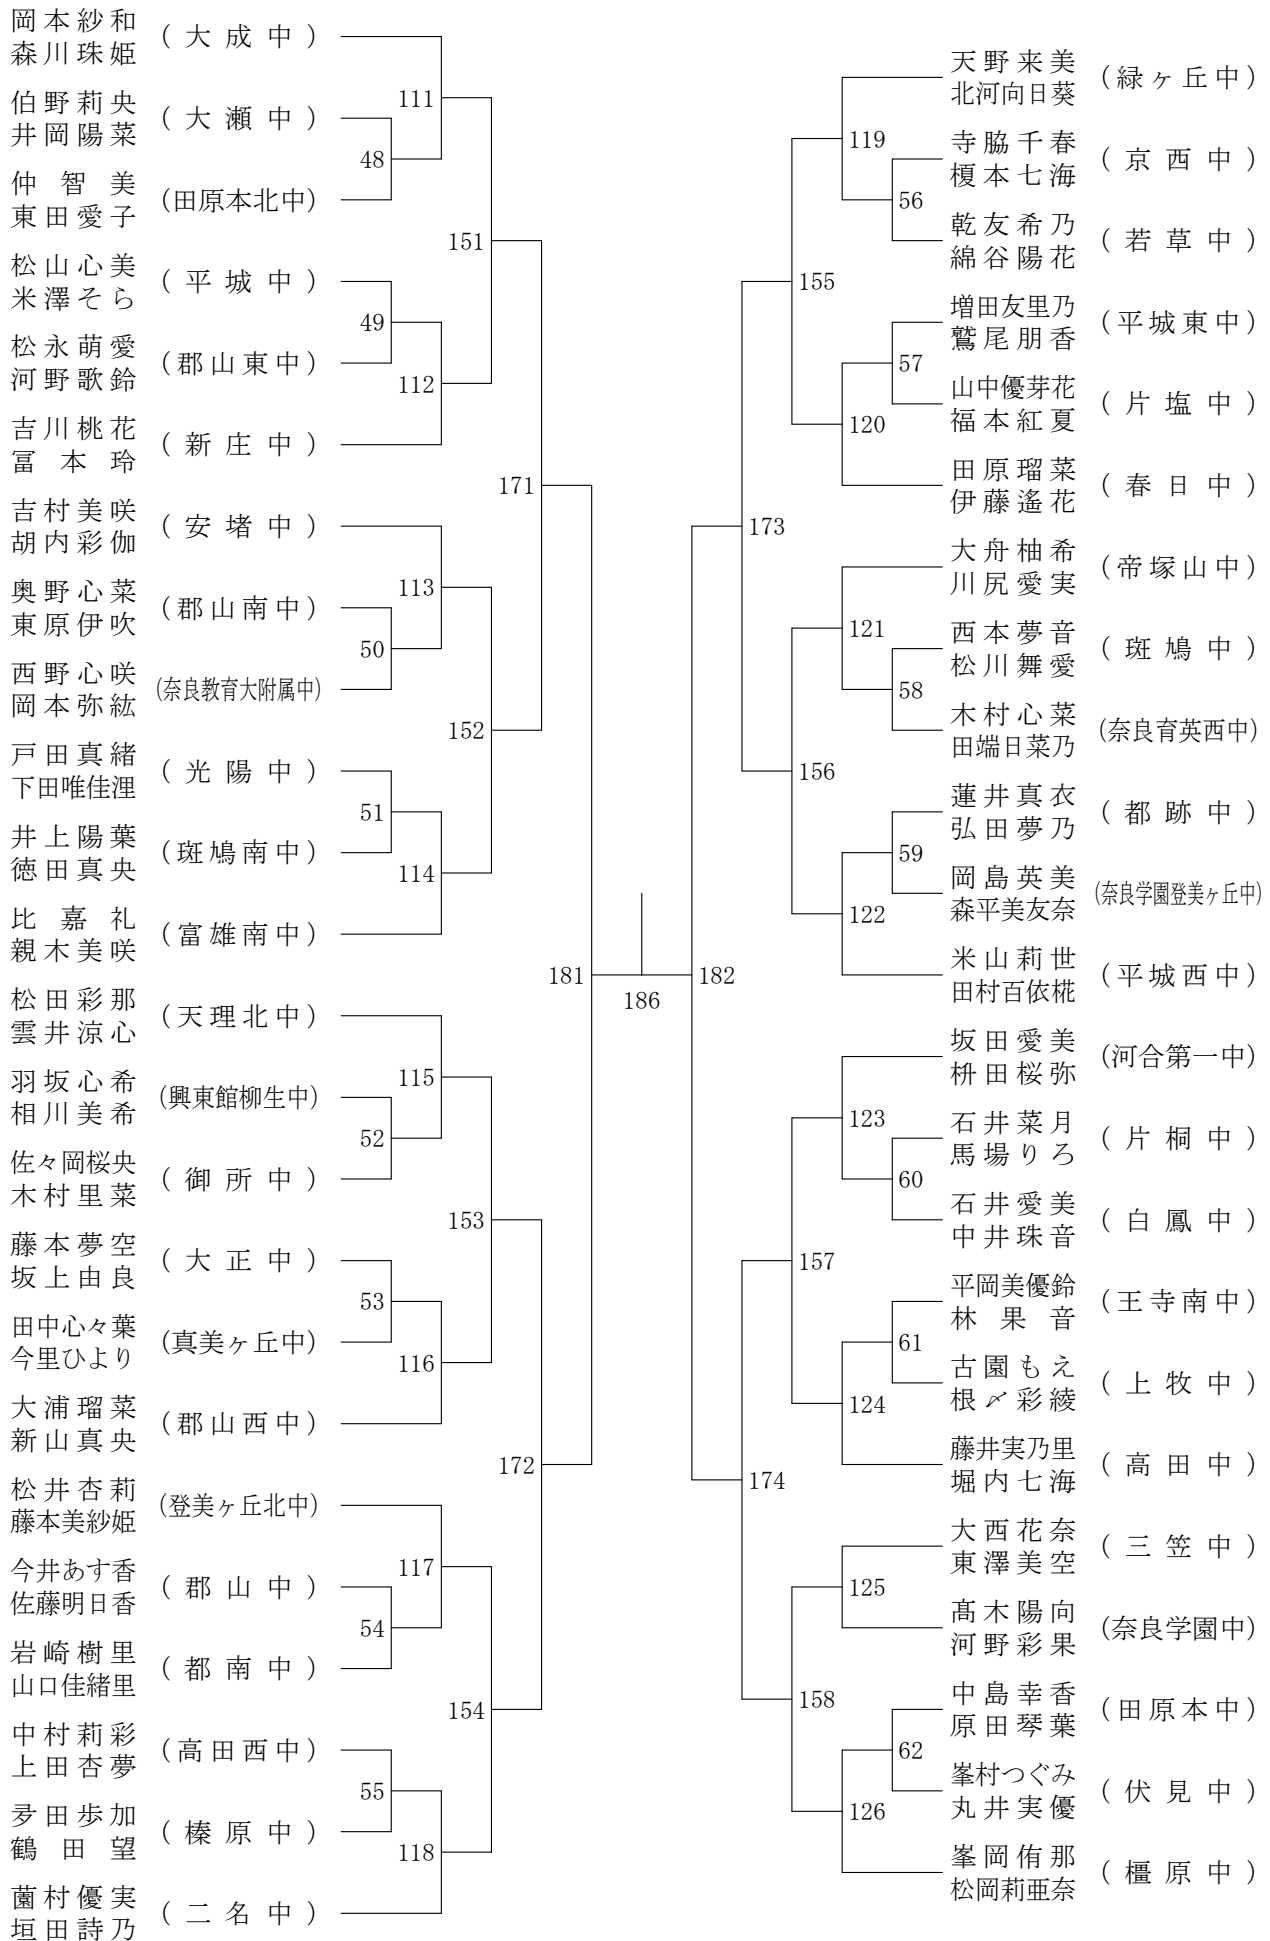 岡本紗和
森川珠姫
(大成中)
伯野莉央
井岡陽菜
(大瀬中)
仲智美
東田愛子
(田原本北中)
松山心美
米澤そら
(平城中)
松永萌愛
河野歌鈴
(郡山東中)
吉川桃花
冨本玲
(新庄中)
吉村美咲
胡内彩伽
(安堵中)
奥野心菜
東原伊吹
(郡山南中)
西野心咲
岡本弥紘
(奈良教育大附属中)
戸田真緒
下田唯佳浬
(光陽中)
井上陽葉
徳田真央
(斑鳩南中)
比嘉礼
親木美咲
(富雄南中)
松田彩那
雲井涼心
(天理北中)
羽坂心希
相川美希
(興東館柳生中)
佐々岡桜央
木村里菜
(御所中)
藤本夢空
坂上由良
(大正中)
田中心々葉
今里ひより
(真美ヶ丘中)
大浦瑠菜
新山真央
(郡山西中)
松井杏莉
藤本美紗姫
(登美ヶ丘北中)
今井あす香
佐藤明日香
(郡山中)
岩崎樹里
山口佳緒里
(都南中)
中村莉彩
上田杏夢
(高田西中)
夛田歩加
鶴田望
(榛原中)
薗村優実
垣田詩乃
(二名中)
111
48
151
49
112
171
113
50
152
51
114
181
115
52
153
53
116
172
117
54
154
55
118
186
182
119
56
155
57
120
173
121
58
156
59
122
123
60
157
61
124
174
125
158
62
126
天野来美
北河向日葵
(緑ヶ丘中)
寺脇千春
榎本七海
(京西中)
乾友希乃
綿谷陽花
(若草中)
増田友里乃
鷲尾朋香
(平城東中)
山中優芽花
福本紅夏
(片塩中)
田原瑠菜
伊藤遙花
(春日中)
大舟柚希
川尻愛実
(帝塚山中)
西本夢音
松川舞愛
(斑鳩中)
木村心菜
田端日菜乃
(奈良育英西中)
蓮井真衣
弘田夢乃
(都跡中)
岡島英美
森平美友奈
(奈良学園登美ヶ丘中)
米山莉世
田村百依椛
(平城西中)
坂田愛美
枡田桜弥
(河合第一中)
石井菜月
馬場りろ
(片桐中)
石井愛美
中井珠音
(白鳳中)
平岡美優鈴
林果音
(王寺南中)
古園もえ
根〆彩綾
(上牧中)
藤井実乃里
堀内七海
(高田中)
大西花奈
東澤美空
(三笠中)
髙木陽向
河野彩果
(奈良学園中)
中島幸香
原田琴葉
(田原本中)
峯村つぐみ
丸井実優
(伏見中)
峯岡侑那
松岡莉亜奈
(橿原中)